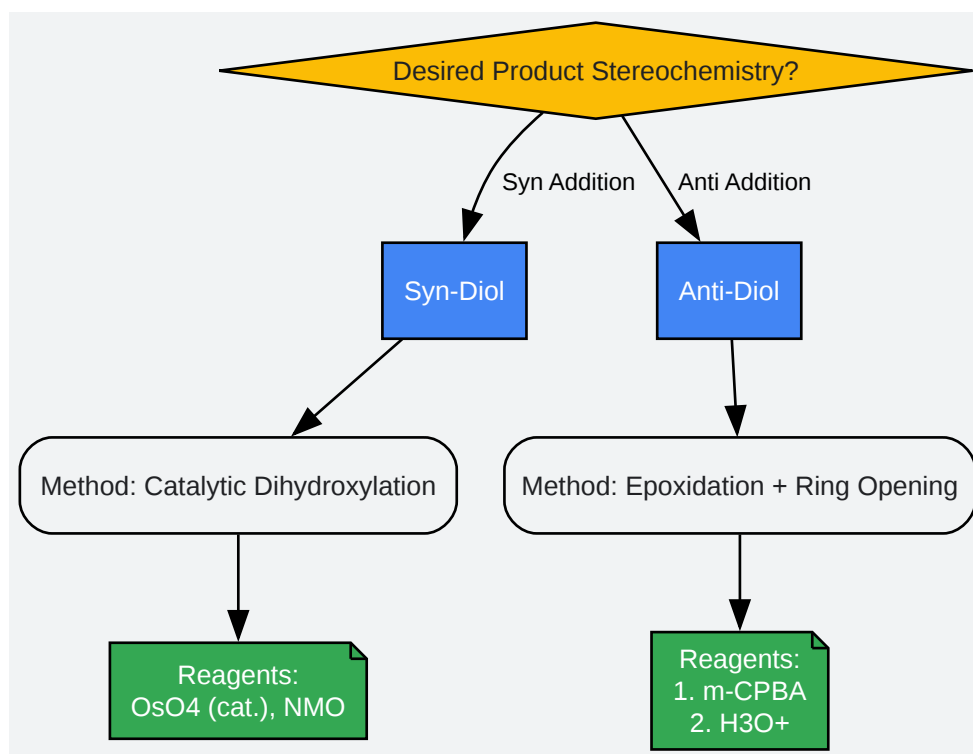 Desired Product Stereochemistry?
Syn Addition
Anti Addition
Syn-Diol
Anti-Diol
Method: Catalytic Dihydroxylation
Method: Epoxidation + Ring Opening
Reagents:
OsO4 (cat.), NMO
Reagents:
1. m-CPBA
2. H3O+